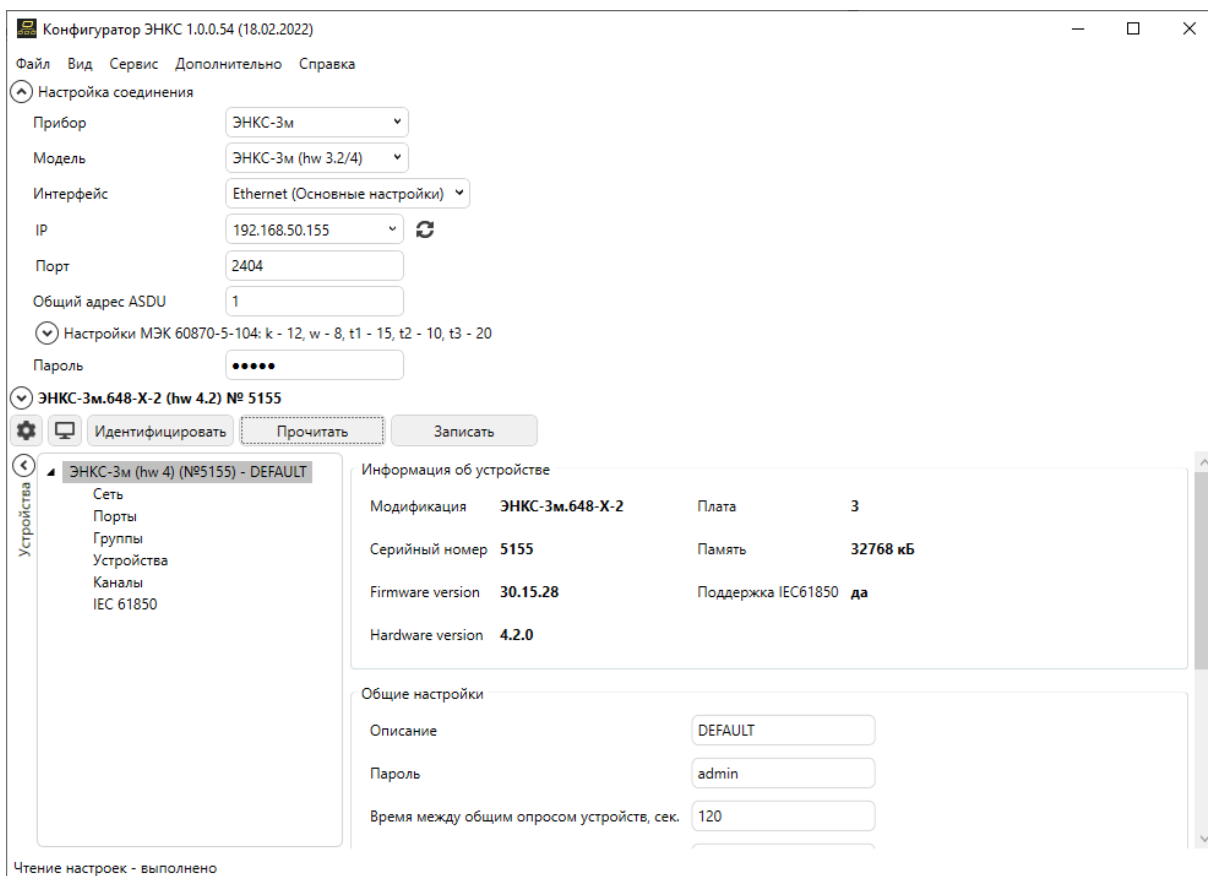 Конфигуратор ЭНКС 1.0.0.54 (18.02.2022)
Файл Вид Сервис Дополнительно Справка
Настройка соединения
Прибор ЭНКС-3м
Модель ЭНКС-3м (hw 3.2/4)
Интерфейс Ethernet (Основные настройки)
IP 192.168.50.155
Порт 2404
Общий адрес ASDU 1
Настройки МЭК 60870-5-104: k - 12, w - 8, t1 - 15, t2 - 10, t3 - 20
Пароль •••••
ЭНКС-3м.648-X-2 (hw 4.2) № 5155
Идентифицировать Прочитать Записать
Устройства
ЭНКС-3м (hw 4) (№5155) - DEFAULT
Сеть
Порты
Группы
Устройства
Каналы
IEC 61850
Информация об устройстве
Модификация ЭНКС-3м.648-X-2 Плата 3
Серийный номер 5155 Память 32768 кБ
Firmware version 30.15.28 Поддержка IEC61850 да
Hardware version 4.2.0
Общие настройки
Описание DEFAULT
Пароль admin
Время между общим опросом устройств, сек. 120
Чтение настроек - выполнено